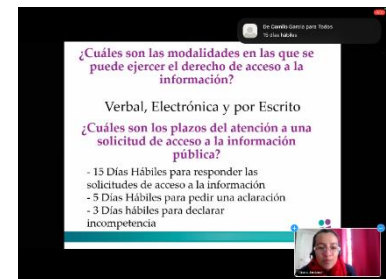 De Camilo Garcia para Todos
15 días hábiles
¿Cuáles son las modalidades en las que se
puede ejercer el derecho de acceso a la
información?
Verbal, Electrónica y por Escrito
¿Cuáles son los plazos del atención a una
solicitud de acceso a la información
pública?
- 15 Días Hábiles para responder las
solicitudes de acceso a la información
- 5 Días Hábiles para pedir una aclaración
- 3 Días hábiles para declarar
incompetencia